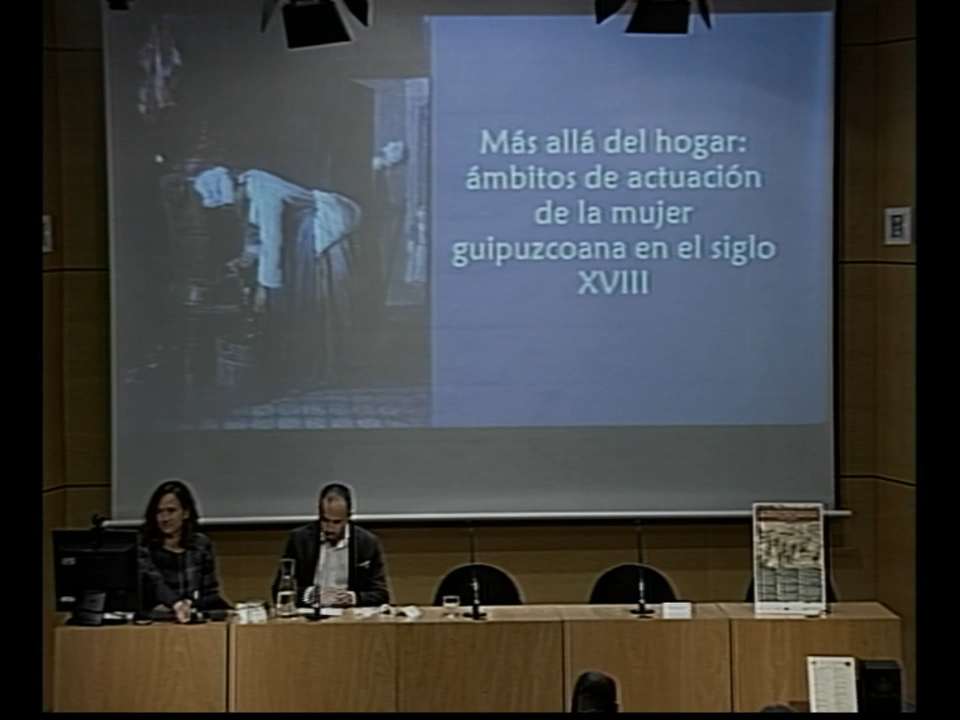 Más allá del hogar:
ámbitos de actuación
de la mujer
guipuzcoana en el siglo
XVIII